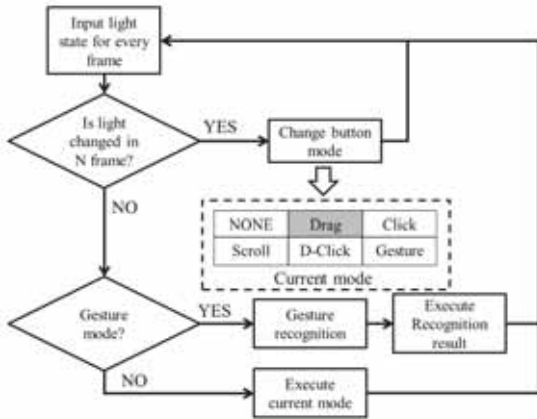 Input light
state for every
frame
Is light
changed in
N frame?
YES
Change button
mode
NO
NONE Drag Click
Scroll D-Click Gesture
Current mode
Gesture
mode?
YES
Gesture
recognition
Execute
Recognition
result
NO
Execute
current mode